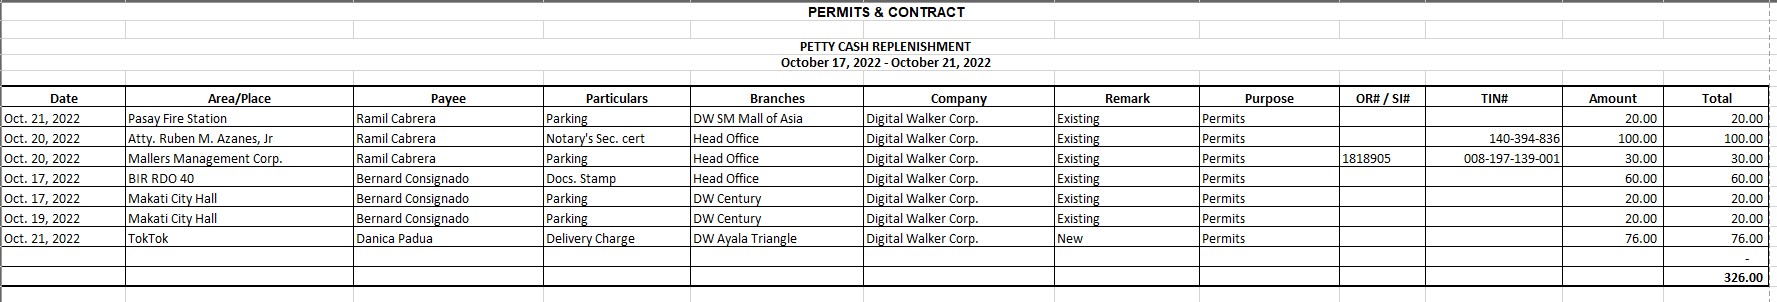 PERMITS & CONTRACT
PETTY CASH REPLENISHMENT
October 17, 2022 - October 21, 2022
Date Area/Place Payee Particulars Branches Company Remark Purpose OR# / SI# TIN# Amount Total
Oct. 21, 2022 Pasay Fire Station Ramil Cabrera Parking DW SM Mall of Asia Digital Walker Corp. Existing Permits 20.00 20.00
Oct. 20, 2022 Atty. Ruben M. Azanes, Jr Ramil Cabrera Notary's Sec. cert Head Office Digital Walker Corp. Existing Permits 140-394-836 100.00 100.00
Oct. 20, 2022 Mallers Management Corp. Ramil Cabrera Parking Head Office Digital Walker Corp. Existing Permits 1818905 008-197-139-001 30.00 30.00
Oct. 17, 2022 BIR RDO 40 Bernard Consignado Docs. Stamp Head Office Digital Walker Corp. Existing Permits 60.00 60.00
Oct. 17, 2022 Makati City Hall Bernard Consignado Parking DW Century Digital Walker Corp. Existing Permits 20.00 20.00
Oct. 19, 2022 Makati City Hall Bernard Consignado Parking DW Century Digital Walker Corp. Existing Permits 20.00 20.00
Oct. 21, 2022 TokTok Danica Padua Delivery Charge DW Ayala Triangle Digital Walker Corp. New Permits 76.00 76.00
-
326.00